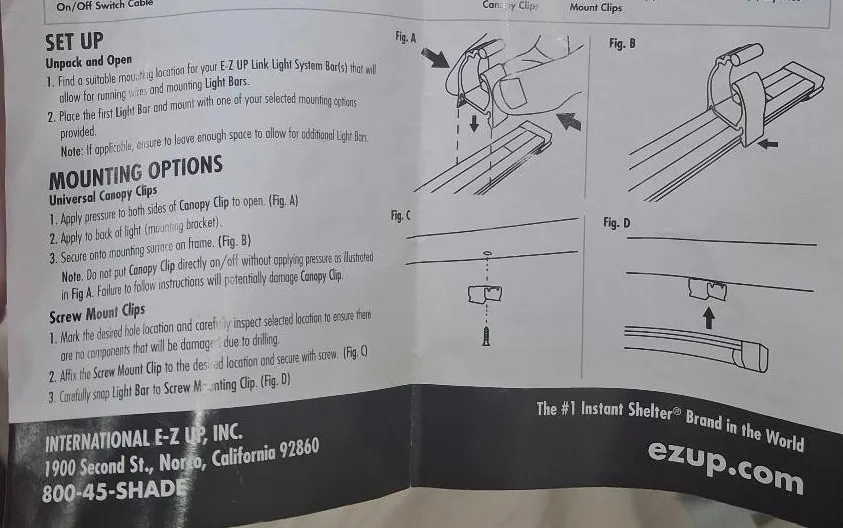 On/Off Switch Cable
Clips
Mount Clips
SET UP
Unpack and Open
1. Find a suitable mounting location for your E-Z UP Link Light System Bar(s) that will
allow for running wires and mounting Light Bars.
2. Place the first Light Bar and mount with one of your selected mounting options
provided.
Note: If applicable, ensure to leave enough space to allow for additional Light Bars.
MOUNTING OPTIONS
Universal Canopy Clips
1. Apply pressure to both sides of Canopy Clip to open. (Fig. A)
2. Apply to back of light (mounting bracket).
3. Secure onto mounting surface on frame. (Fig. B)
Note. Do not put Canopy Clip directly on/off without applying pressure as illustrated
in Fig A. Failure to follow instructions will potentially damage Canopy Clip.
Screw Mount Clips
1. Mark the desired hole location and carefully inspect selected location to ensure there
are no components that will be damaged due to drilling.
2. Affix the Screw Mount Clip to the desired location and secure with screw. (Fig. C)
3. Carefully snap Light Bar to Screw Mounting Clip. (Fig. D)
Fig. A
Fig. B
Fig. C
Fig. D
INTERNATIONAL E-Z UP, INC.
1900 Second St., Norco, California 92860
800-45-SHADE
The #1 Instant Shelter® Brand in the World
ezup.com